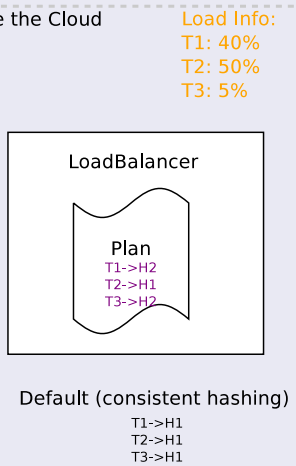 e the Cloud
Load Info:
T1: 40%
T2: 50%
T3: 5%
LoadBalancer
Plan
T1->H2
T2->H1
T3->H2
Default (consistent hashing)
T1->H1
T2->H1
T3->H1